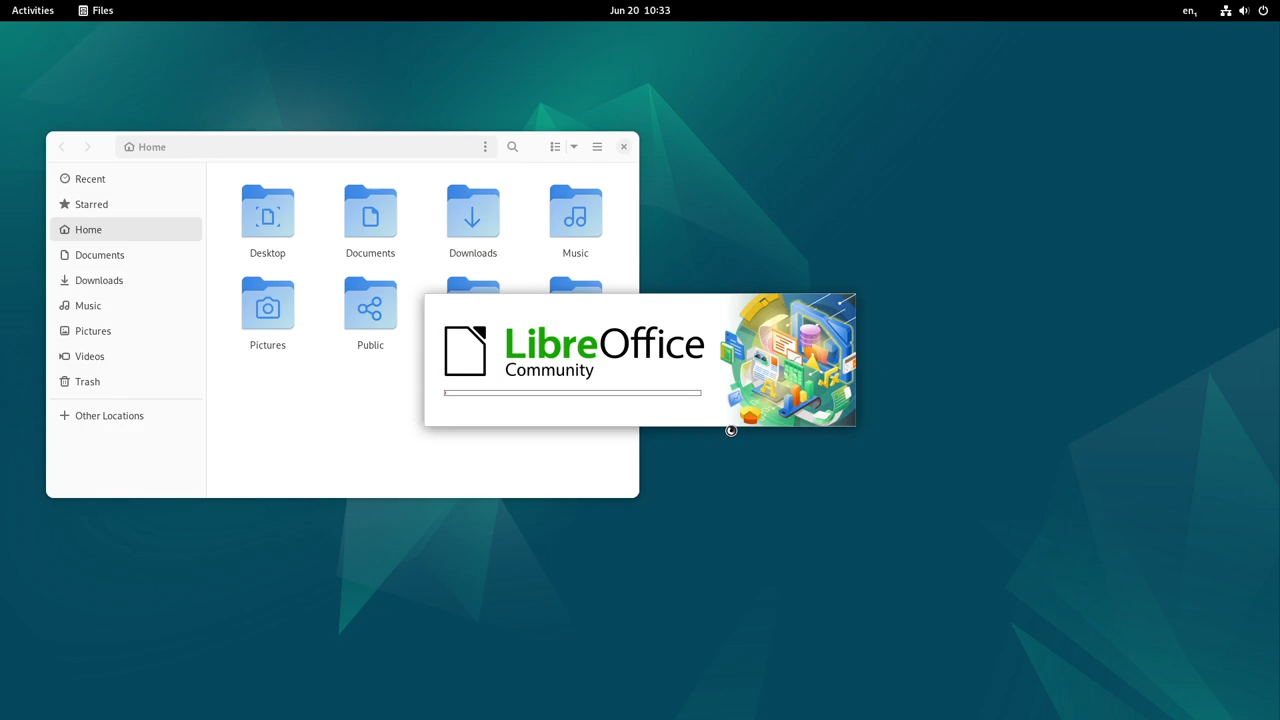 Activities
Files
Jun 20 10:33
en₁
Home
Recent
Starred
Home
Documents
Downloads
Music
Pictures
Videos
Trash
Other Locations
Desktop
Documents
Downloads
Music
Pictures
Public
LibreOffice
Community